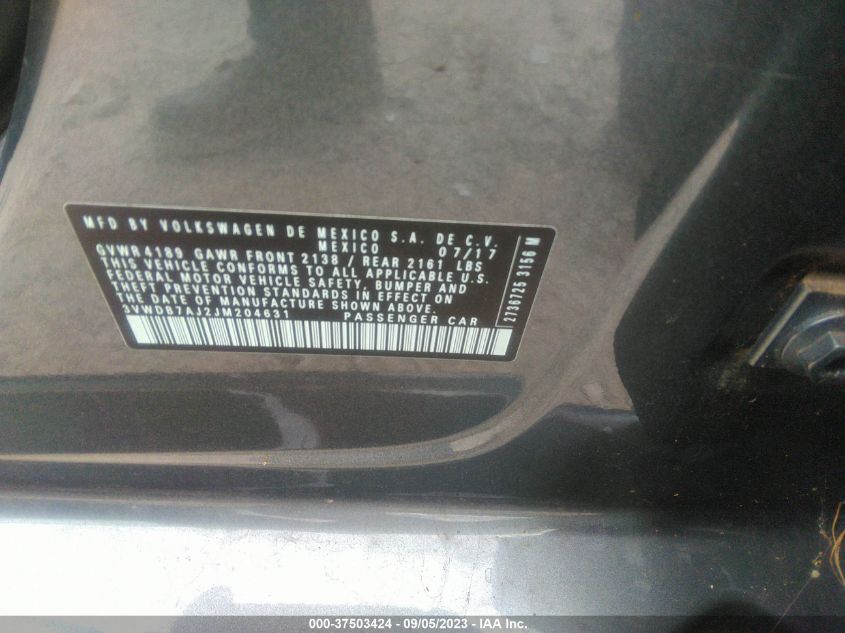 MFD BY VOLKSWAGEN DE MEXICO S.A. DE C.V.
MEXICO 07/17
GVWR 4189 GAWR FRONT 2138 / REAR 2161 LBS
THIS VEHICLE CONFORMS TO ALL APPLICABLE U.S.
FEDERAL MOTOR VEHICLE SAFETY, BUMPER AND
THEFT PREVENTION STANDARDS IN EFFECT ON
THE DATE OF MANUFACTURE SHOWN ABOVE.
3VWDB7AJ2JM204631 PASSENGER CAR
2736725 3156 M
000-37503424 - 09/05/2023 - IAA Inc.